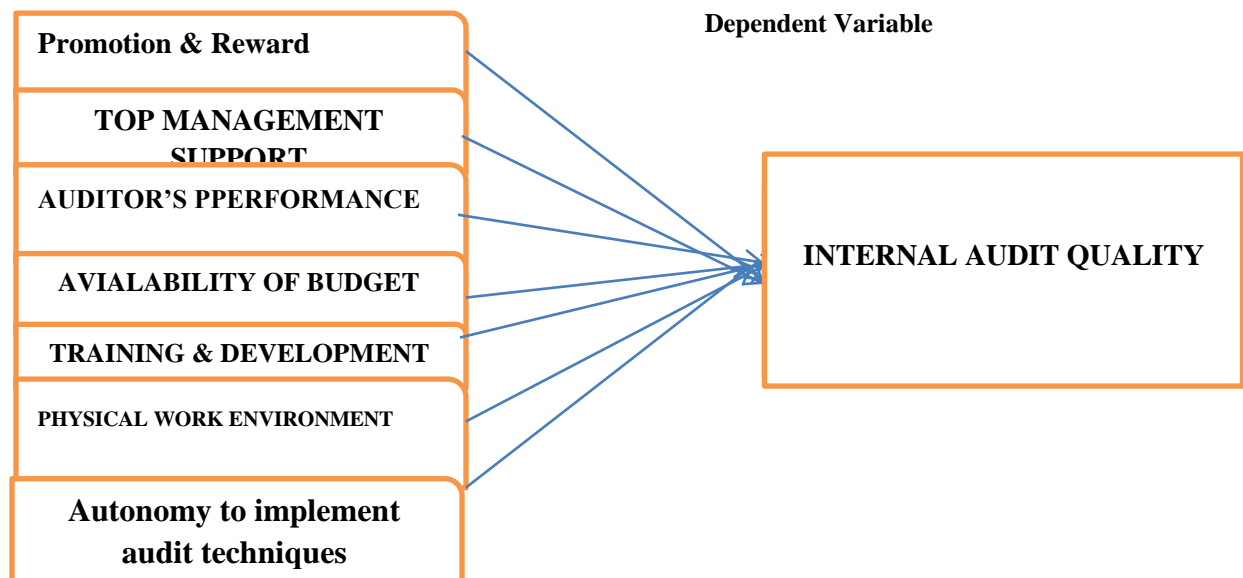 Dependent Variable
Promotion & Reward
TOP MANAGEMENT
SUPPORT
AUDITOR’S PPERFORMANCE
AVIALABILITY OF BUDGET
TRAINING & DEVELOPMENT
PHYSICAL WORK ENVIRONMENT
Autonomy to implement
audit techniques
INTERNAL AUDIT QUALITY